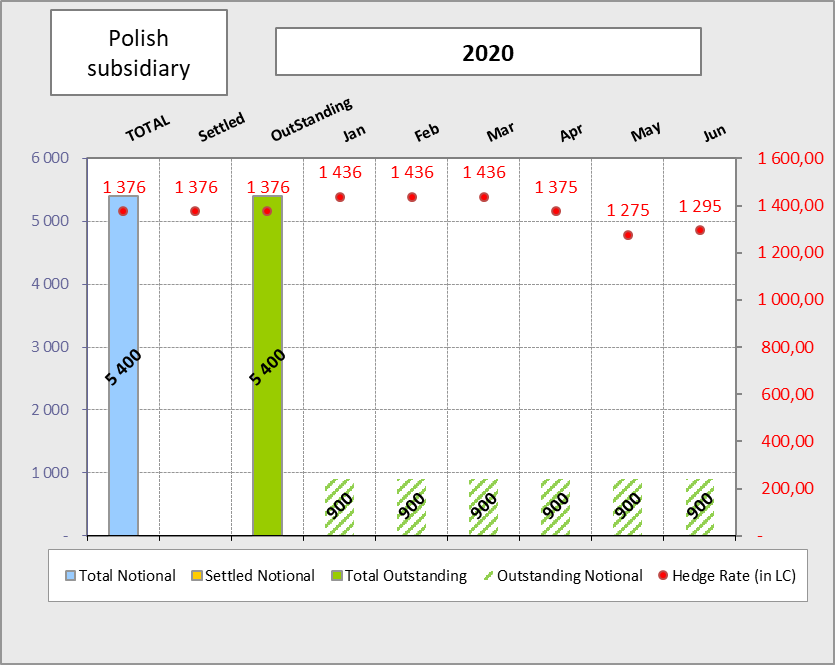 Polish
subsidiary
2020
TOTAL Settled OutStanding Jan Feb Mar Apr May Jun
6 000 1 600,00
1 376 1 376 1 376 1 436 1 436 1 436 1 375 1 275 1 295
5 000 1 400,00
1 200,00
4 000 1 000,00
3 000 800,00
5 400 5 400
2 000 600,00
400,00
1 000 200,00
900 900 900 900 900 900
- -
Total Notional Settled Notional Total Outstanding Outstanding Notional Hedge Rate (in LC)